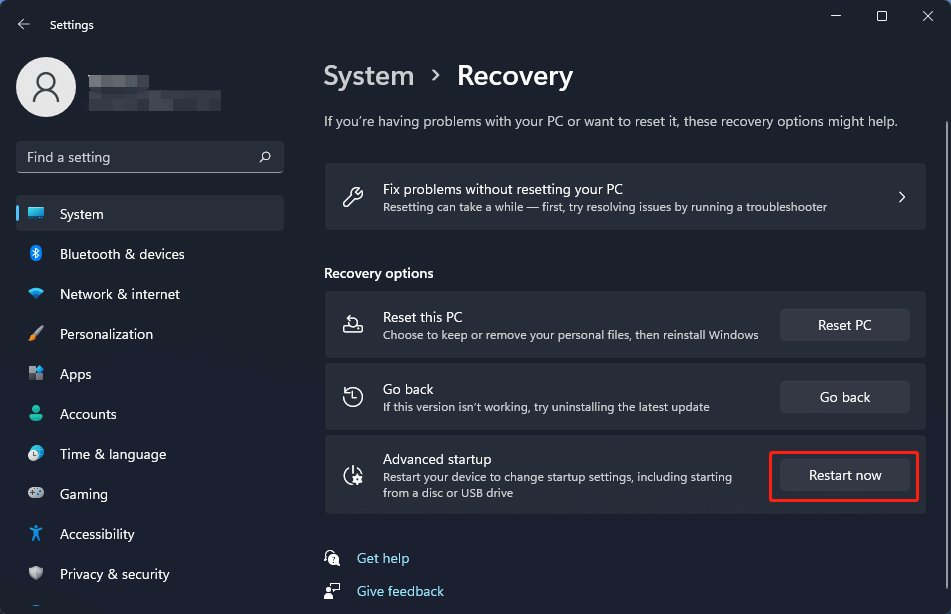 Settings
Find a setting
System
Bluetooth & devices
Network & internet
Personalization
Apps
Accounts
Time & language
Gaming
Accessibility
Privacy & security
System > Recovery
If you're having problems with your PC or want to reset it, these recovery options might help.
Fix problems without resetting your PC
Resetting can take a while — first, try resolving issues by running a troubleshooter
Recovery options
Reset this PC
Choose to keep or remove your personal files, then reinstall Windows
Reset PC
Go back
If this version isn't working, try uninstalling the latest update
Go back
Advanced startup
Restart your device to change startup settings, including starting
from a disc or USB drive
Restart now
Get help
Give feedback